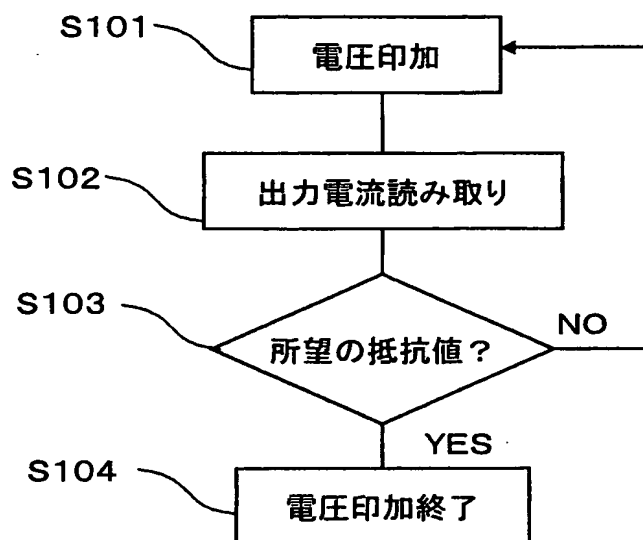 S101
電圧印加
S102
出力電流読み取り
S103
所望の抵抗値？
NO
YES
S104
電圧印加終了